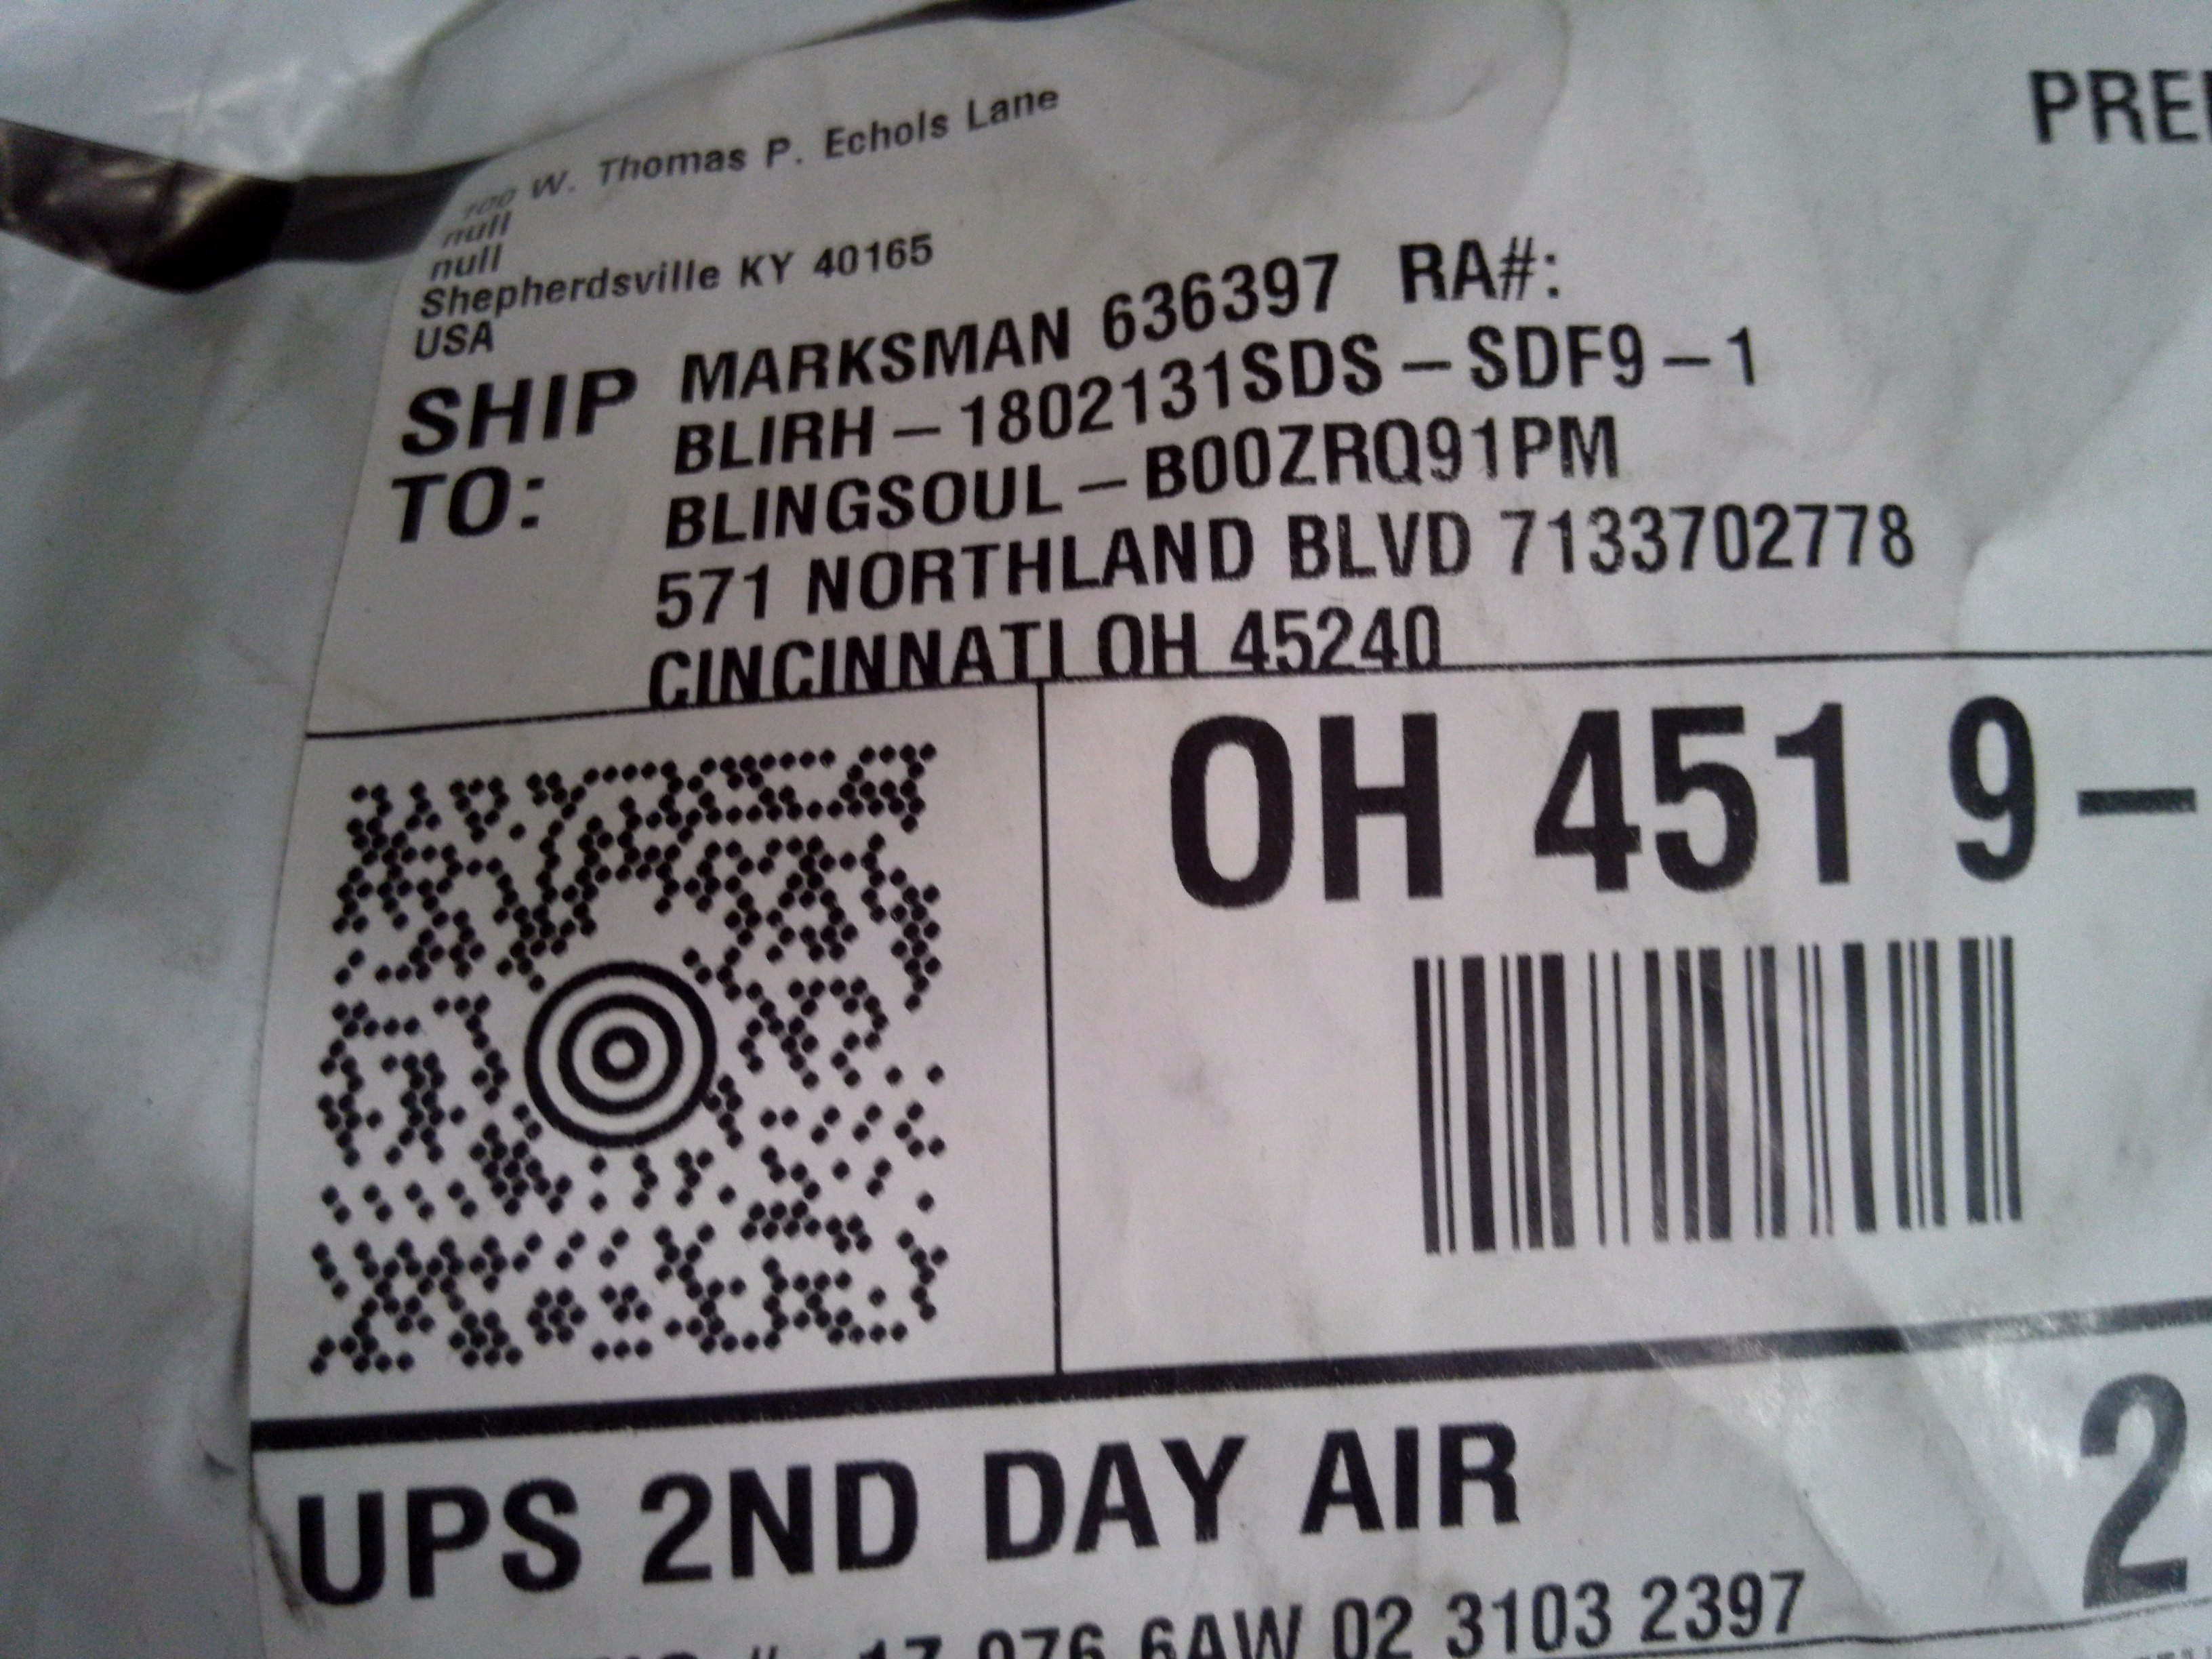 100 W. Thomas P. Echols Lane
null
null
Shepherdsville KY 40165
USA
PRE
SHIP TO:
MARKSMAN 636397 RA#:
BLIRH-1802131SDS-SDF9-1
BLINGSOUL-B00ZRQ91PM
571 NORTHLAND BLVD 7133702778
CINCINNATI OH 45240
OH 451 9-
UPS 2ND DAY AIR
2
# 17 976 6AW 02 3103 2397